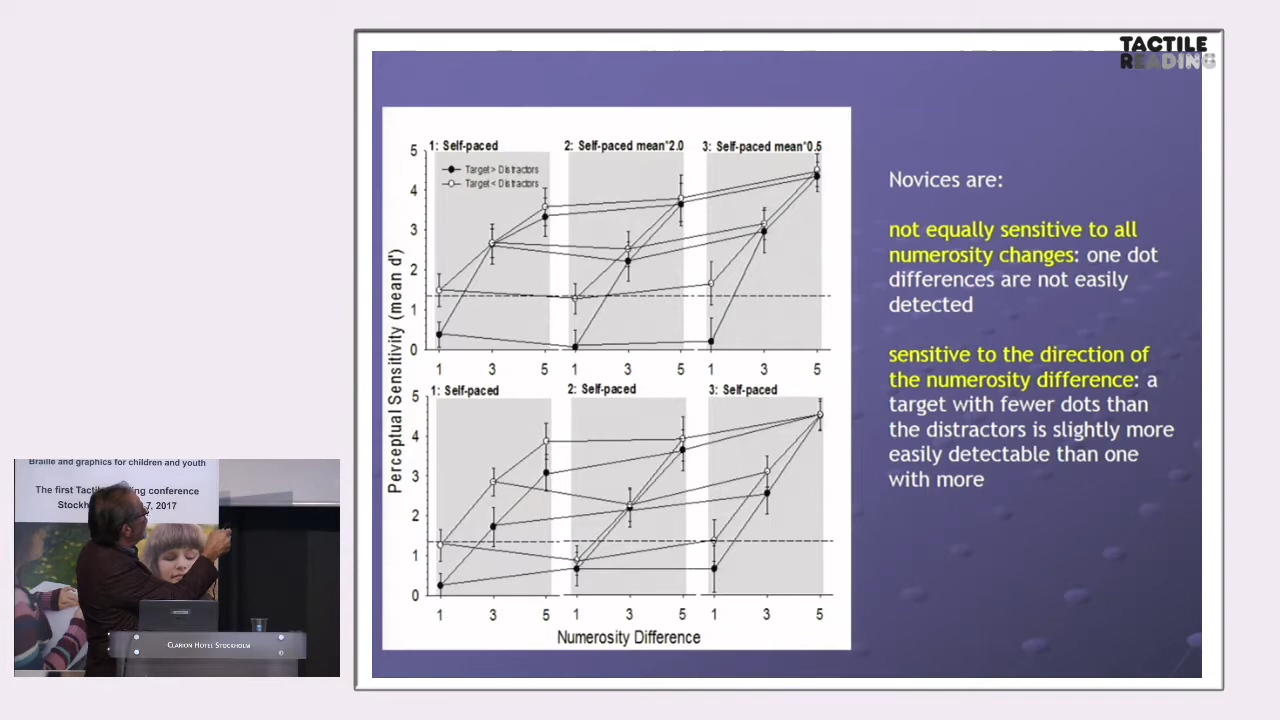 TACTILE
READING
1: Self-paced
2: Self-paced mean*2.0
3: Self-paced mean*0.5
Target > Distractors
Target < Distractors
5
4
3
2
1
0
1 3 5
1 3 5
1 3 5
Perceptual Sensitivity (mean d')
1: Self-paced
2: Self-paced
3: Self-paced
5
4
3
2
1
0
1 3 5
1 3 5
1 3 5
Numerosity Difference
Novices are:
not equally sensitive to all
numerosity changes: one dot
differences are not easily
detected
sensitive to the direction of
the numerosity difference: a
target with fewer dots than
the distractors is slightly more
easily detectable than one
with more
Braille and graphics for children and youth
The first Tactile conference
Stockh 7, 2017
CLARION HOTEL STOCKHOLM